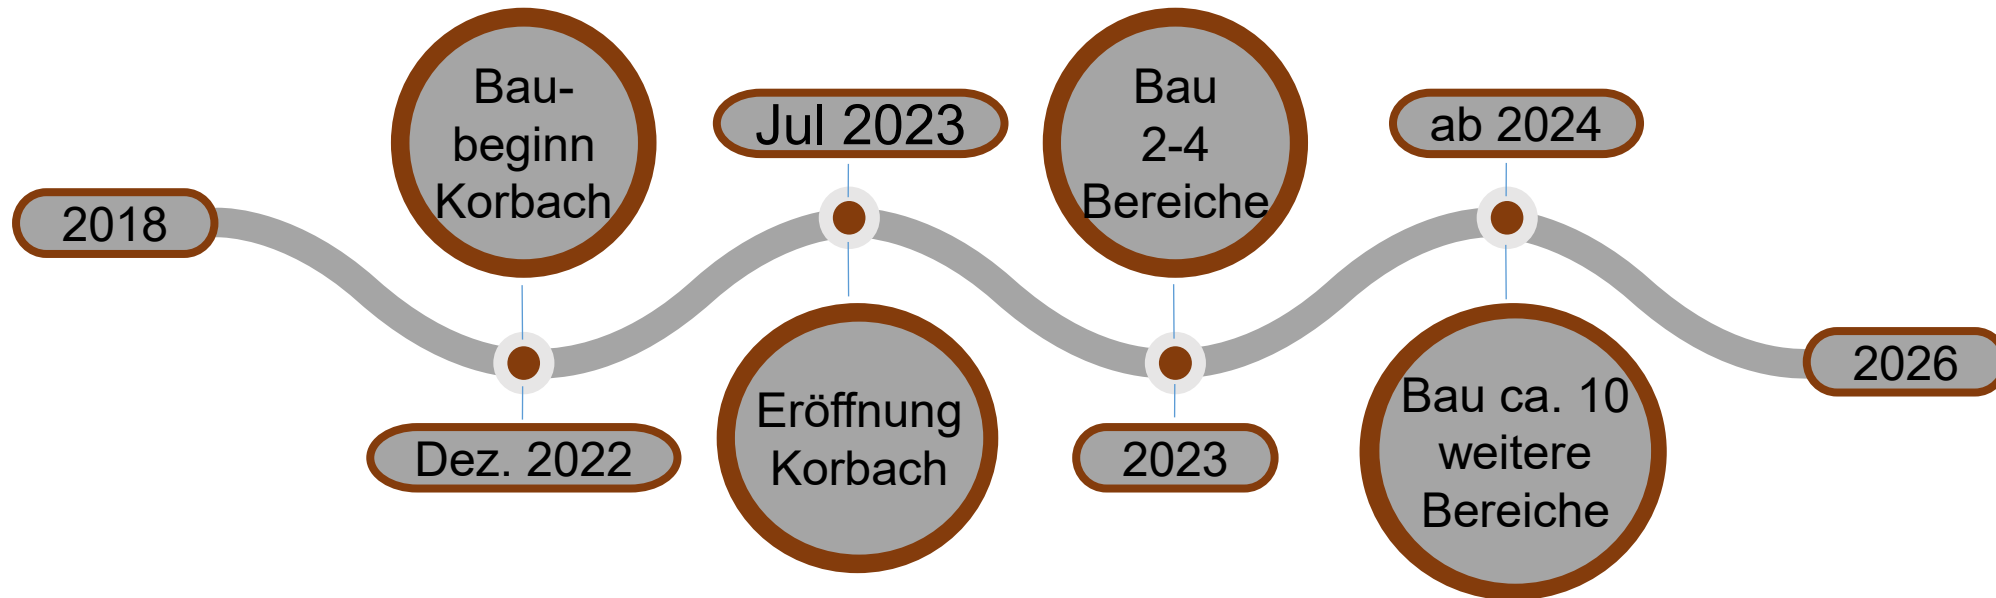 2018
Bau-
beginn
Korbach
Dez. 2022
Jul 2023
Eröffnung
Korbach
Bau
2-4
Bereiche
2023
ab 2024
Bau ca. 10
weitere
Bereiche
2026